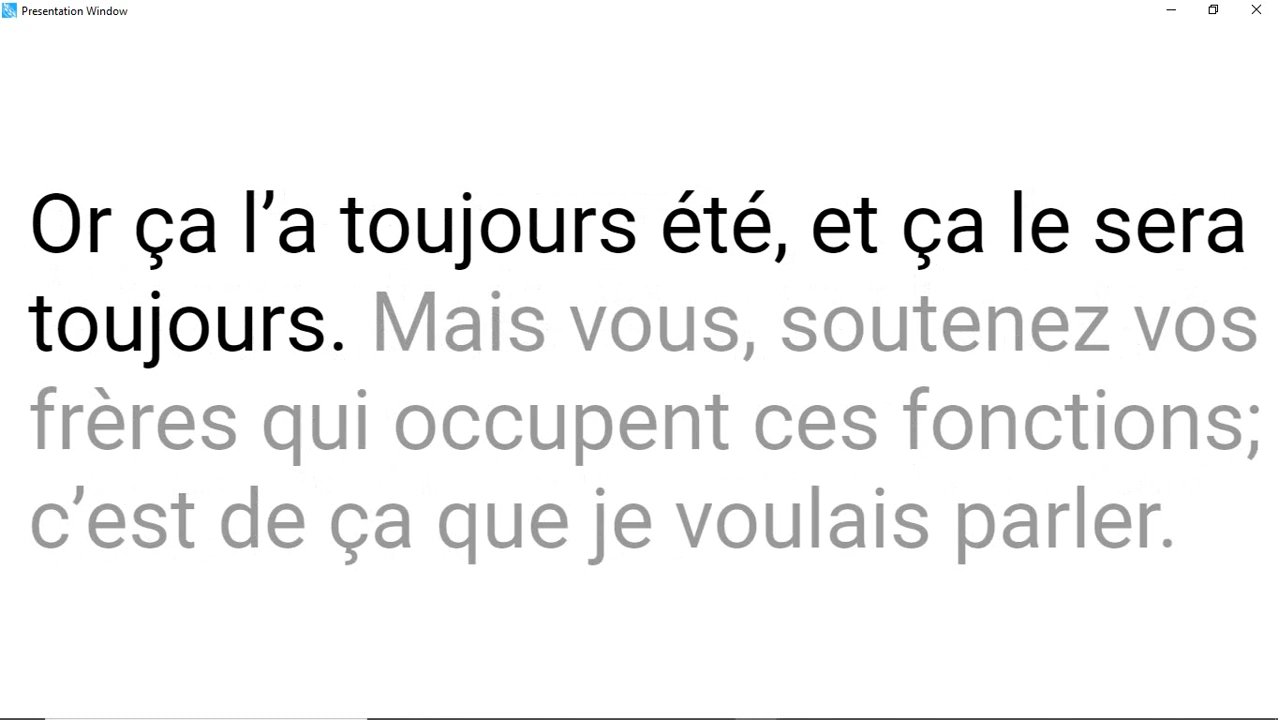 Presentation Window
Or ça l’a toujours été, et ça le sera
toujours. Mais vous, soutenez vos
frères qui occupent ces fonctions;
c’est de ça que je voulais parler.